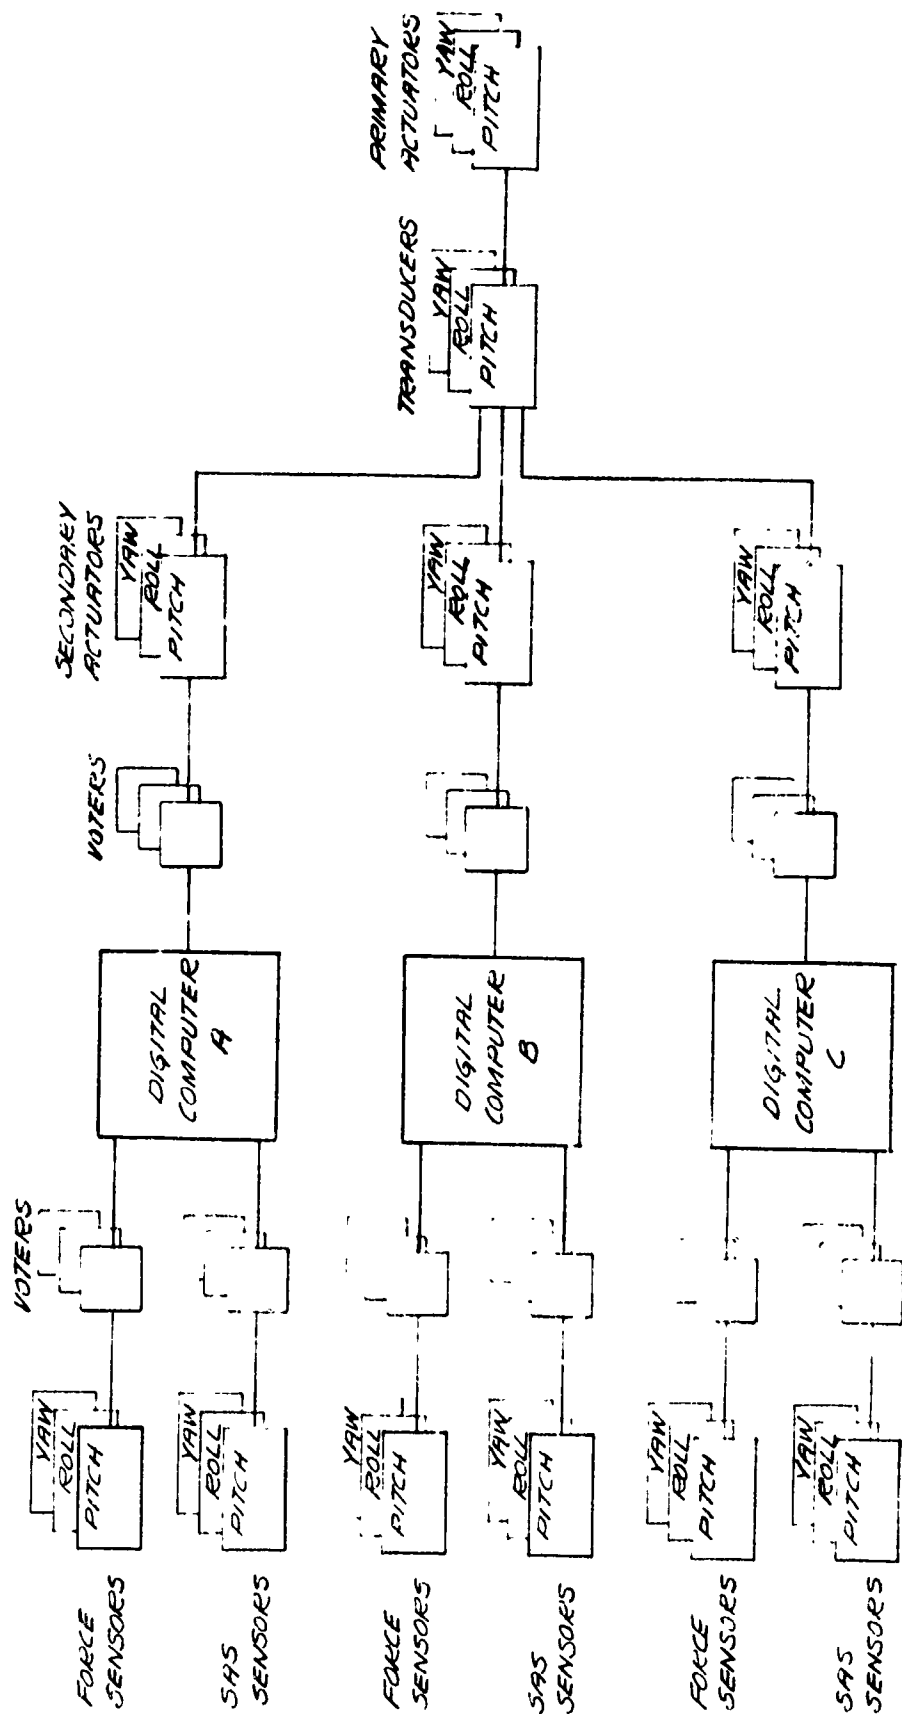 FORCE
SENSORS
YAW
ROLL
PITCH
VOTERS
SAS
SENSORS
YAW
ROLL
PITCH
DIGITAL
COMPUTER
A
VOTERS
SECONDARY
ACTUATORS
YAW
ROLL
PITCH
FORCE
SENSORS
YAW
ROLL
PITCH
SAS
SENSORS
YAW
ROLL
PITCH
DIGITAL
COMPUTER
B
YAW
ROLL
PITCH
TRANSDUCERS
YAW
ROLL
PITCH
PRIMARY
ACTUATORS
YAW
ROLL
PITCH
FORCE
SENSORS
YAW
ROLL
PITCH
SAS
SENSORS
YAW
ROLL
PITCH
DIGITAL
COMPUTER
C
YAW
ROLL
PITCH